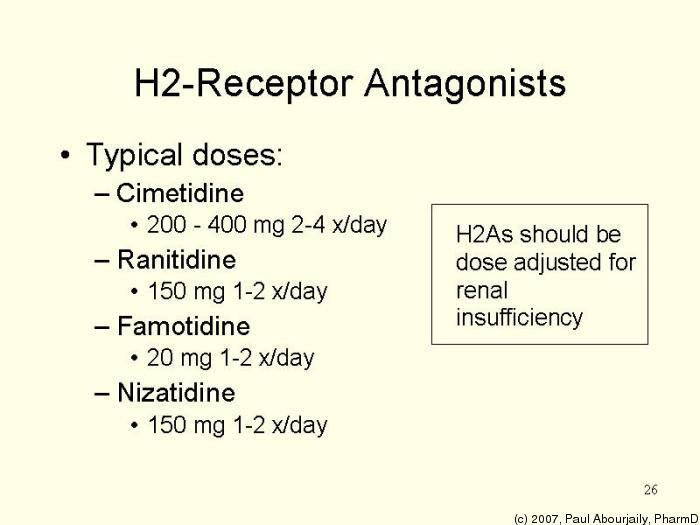 H2-Receptor Antagonists
• Typical doses:
– Cimetidine
• 200 - 400 mg 2-4 x/day
– Ranitidine
• 150 mg 1-2 x/day
– Famotidine
• 20 mg 1-2 x/day
– Nizatidine
• 150 mg 1-2 x/day
H2As should be
dose adjusted for
renal
insufficiency
26
(c) 2007, Paul Abourjaily, PharmD